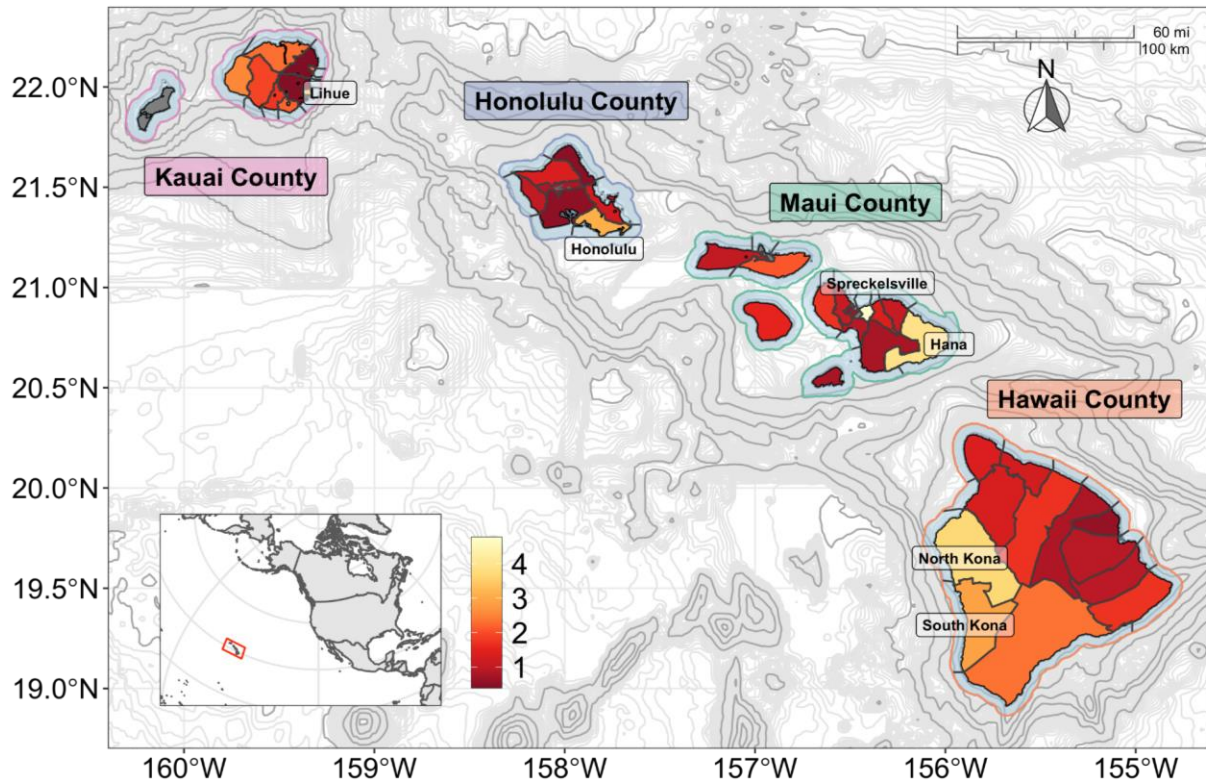 60 mi
100 km
N
22.0°N
21.5°N
21.0°N
20.5°N
20.0°N
19.5°N
19.0°N
Lihue
Kauai County
Honolulu County
Honolulu
Maui County
Spreckelsville
Hana
Hawaii County
North Kona
South Kona
4
3
2
1
160°W
159°W
158°W
157°W
156°W
155°W